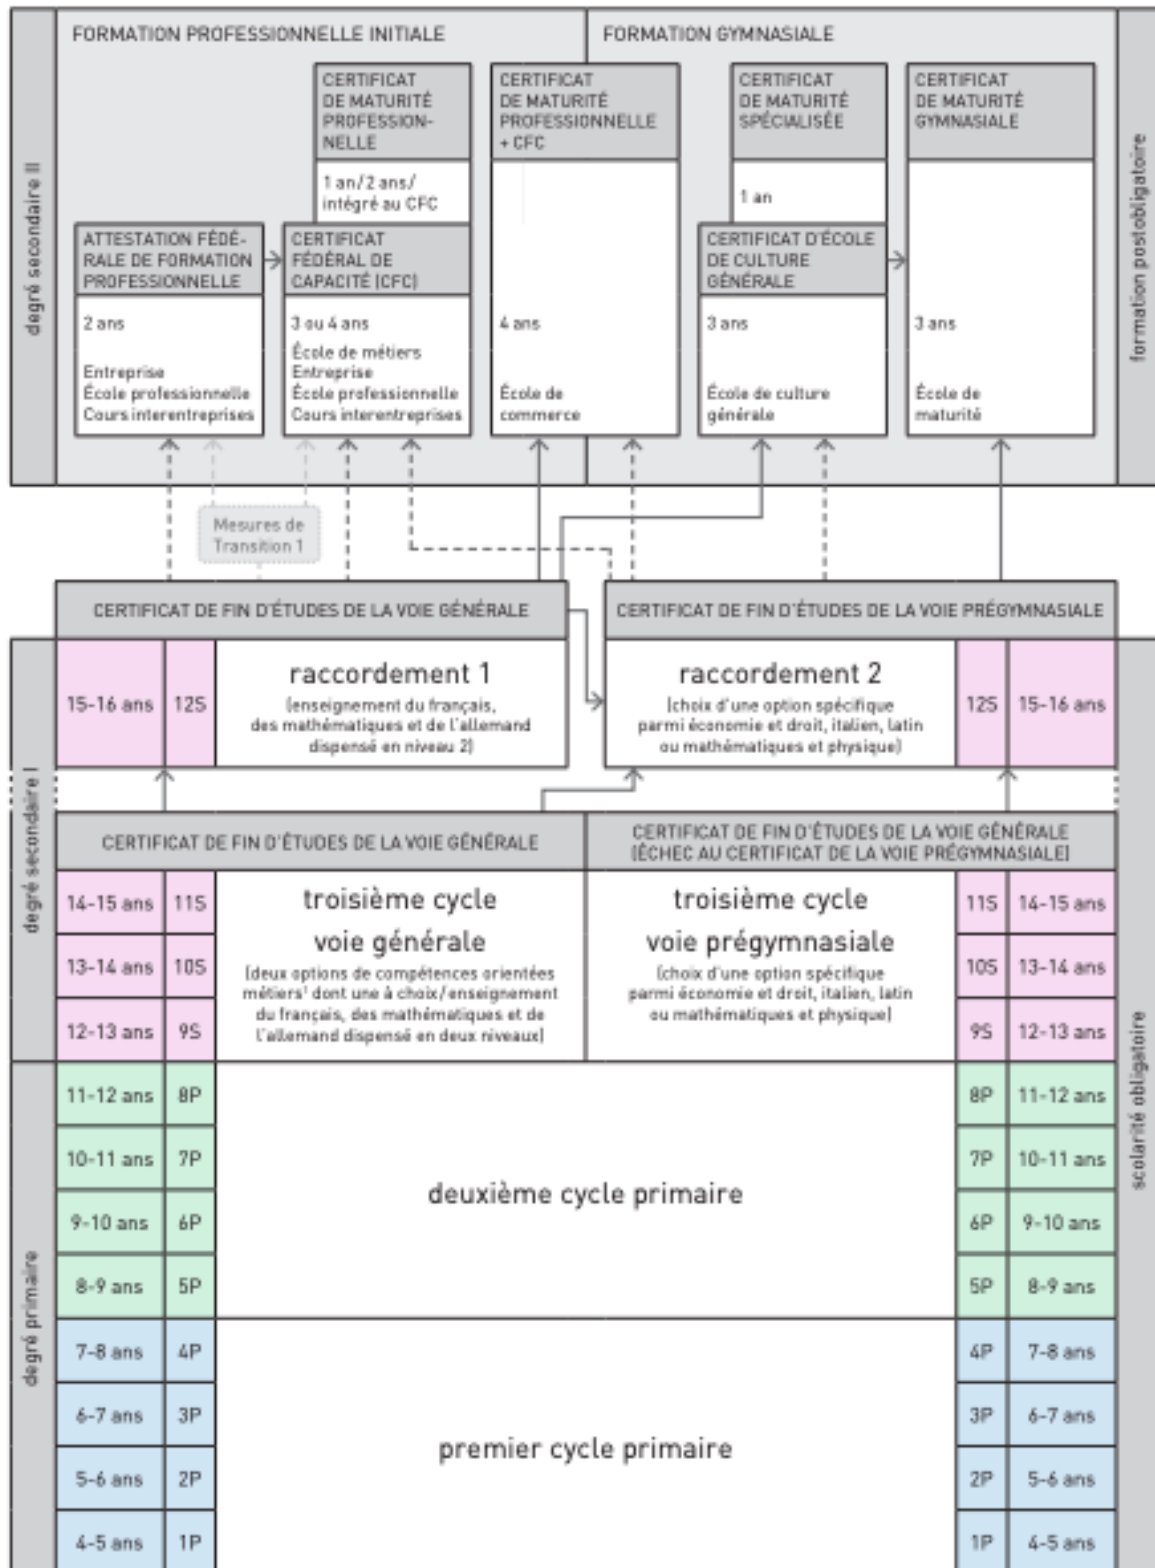 FORMATION PROFESSIONNELLE INITIALE
FORMATION GYMNASIALE
CERTIFICAT
DE MATURITÉ
PROFESSION-
NELLE
1 an/2 ans/
intégré au CFC
CERTIFICAT
DE MATURITÉ
PROFESSIONNELLE
+ CFC
CERTIFICAT
DE MATURITÉ
SPÉCIALISÉE
1 an
CERTIFICAT
DE MATURITÉ
GYMNASIALE
degré secondaire II
formation postobligatoire
ATTESTATION FÉDÉ-
RALE DE FORMATION
PROFESSIONNELLE
2 ans
Entreprise
École professionnelle
Cours interentreprises
CERTIFICAT
FÉDÉRAL DE
CAPACITÉ (CFC)
3 ou 4 ans
École de métiers
Entreprise
École professionnelle
Cours interentreprises
4 ans
École de
commerce
CERTIFICAT D'ÉCOLE
DE CULTURE
GÉNÉRALE
3 ans
École de culture
générale
3 ans
École de
maturité
Mesures de
Transition 1
CERTIFICAT DE FIN D'ÉTUDES DE LA VOIE GÉNÉRALE
CERTIFICAT DE FIN D'ÉTUDES DE LA VOIE PRÉGYMNASIALE
15-16 ans
12S
raccordement 1
(enseignement du français,
des mathématiques et de l'allemand
dispensé en niveau 2)
raccordement 2
(choix d'une option spécifique
parmi économie et droit, italien, latin
ou mathématiques et physique)
12S
15-16 ans
degré secondaire I
CERTIFICAT DE FIN D'ÉTUDES DE LA VOIE GÉNÉRALE
CERTIFICAT DE FIN D'ÉTUDES DE LA VOIE GÉNÉRALE
(ÉCHEC AU CERTIFICAT DE LA VOIE PRÉGYMNASIALE)
14-15 ans
11S
13-14 ans
10S
12-13 ans
9S
troisième cycle
voie générale
(deux options de compétences orientées
métiers¹ dont une à choix/enseignement
du français, des mathématiques et de
l'allemand dispensé en deux niveaux)
troisième cycle
voie prégymnasiale
(choix d'une option spécifique
parmi économie et droit, italien, latin
ou mathématiques et physique)
11S
14-15 ans
10S
13-14 ans
9S
12-13 ans
scolarité obligatoire
degré primaire
11-12 ans
8P
10-11 ans
7P
9-10 ans
6P
8-9 ans
5P
deuxième cycle primaire
8P
11-12 ans
7P
10-11 ans
6P
9-10 ans
5P
8-9 ans
7-8 ans
4P
6-7 ans
3P
5-6 ans
2P
4-5 ans
1P
premier cycle primaire
4P
7-8 ans
3P
6-7 ans
2P
5-6 ans
1P
4-5 ans